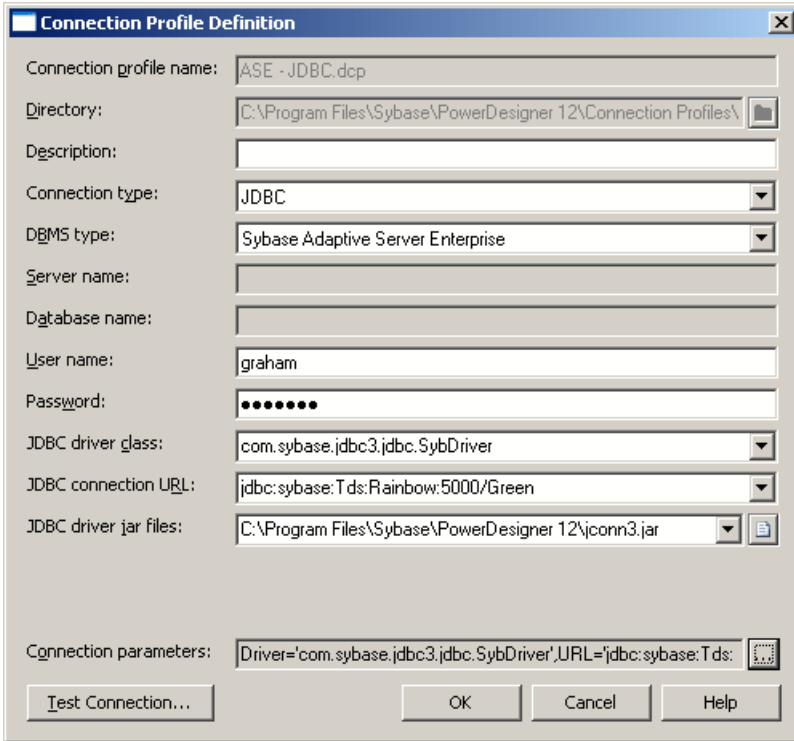 Connection Profile Definition
Connection profile name: ASE - JDBC.dcp
Directory: C:\Program Files\Sybase\PowerDesigner 12\Connection Profiles\
Description:
Connection type: JDBC
DBMS type: Sybase Adaptive Server Enterprise
Server name:
Database name:
User name: graham
Password: ●●●●●●●
JDBC driver class: com.sybase.jdbc3.jdbc.SybDriver
JDBC connection URL: jdbc:sybase:Tds:Rainbow:5000/Green
JDBC driver jar files: C:\Program Files\Sybase\PowerDesigner 12\jconn3.jar
Connection parameters: Driver='com.sybase.jdbc3.jdbc.SybDriver',URL='jdbc:sybase:Tds: ...
Test Connection... OK Cancel Help